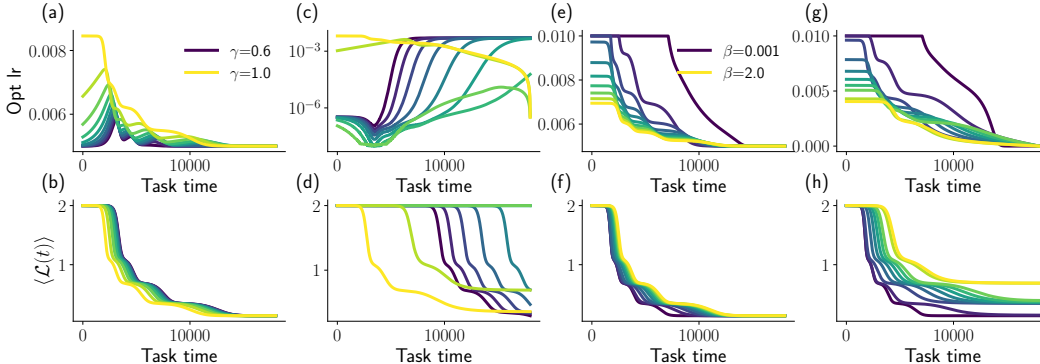 (a)
0.008
0.006
Opt lr
γ=0.6
γ=1.0
0
10000
Task time
(c)
10⁻³
10⁻⁶
0
10000
Task time
(e)
0.010
0.008
0.006
β=0.001
β=2.0
0
10000
Task time
(g)
0.010
0.005
0.000
10000
Task time
(b)
2
1
⟨ℒ(t)⟩
0
10000
Task time
(d)
2
1
0
10000
Task time
(f)
2
1
0
10000
Task time
(h)
2
1
0
10000
Task time